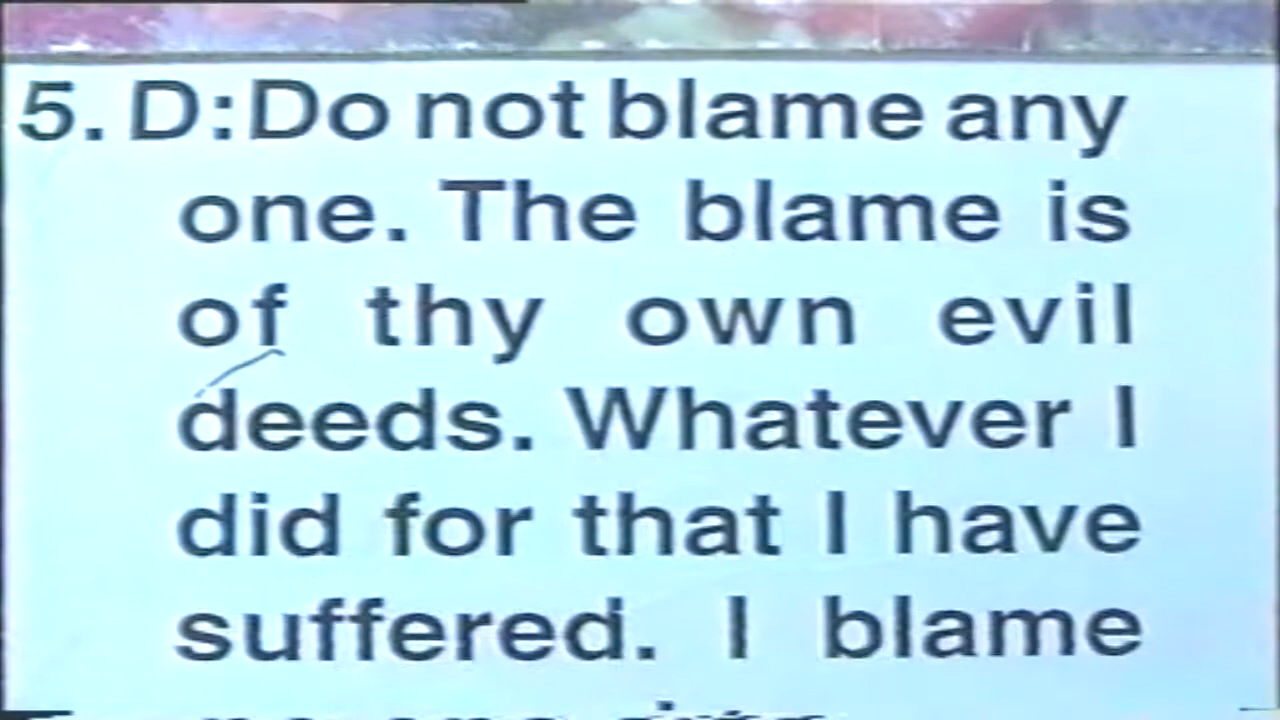 5. D:Do not blame any
one. The blame is
of thy own evil
deeds. Whatever I
did for that I have
suffered. I blame